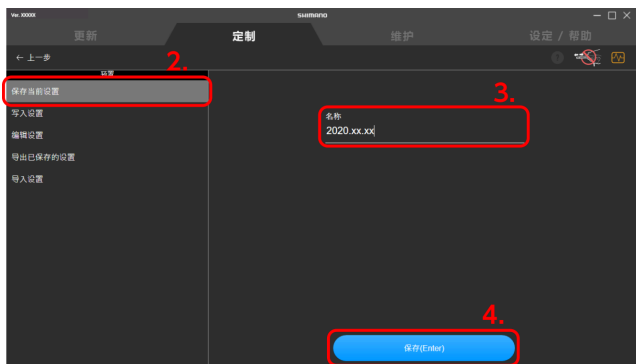 Ver. XXXXX
SHIMANO
更新
定制
维护
设定 / 帮助
← 上一步
2.
预置
保存当前设置
写入设置
编辑设置
导出已保存的设置
导入设置
3.
名称
2020.xx.xx
4.
保存(Enter)